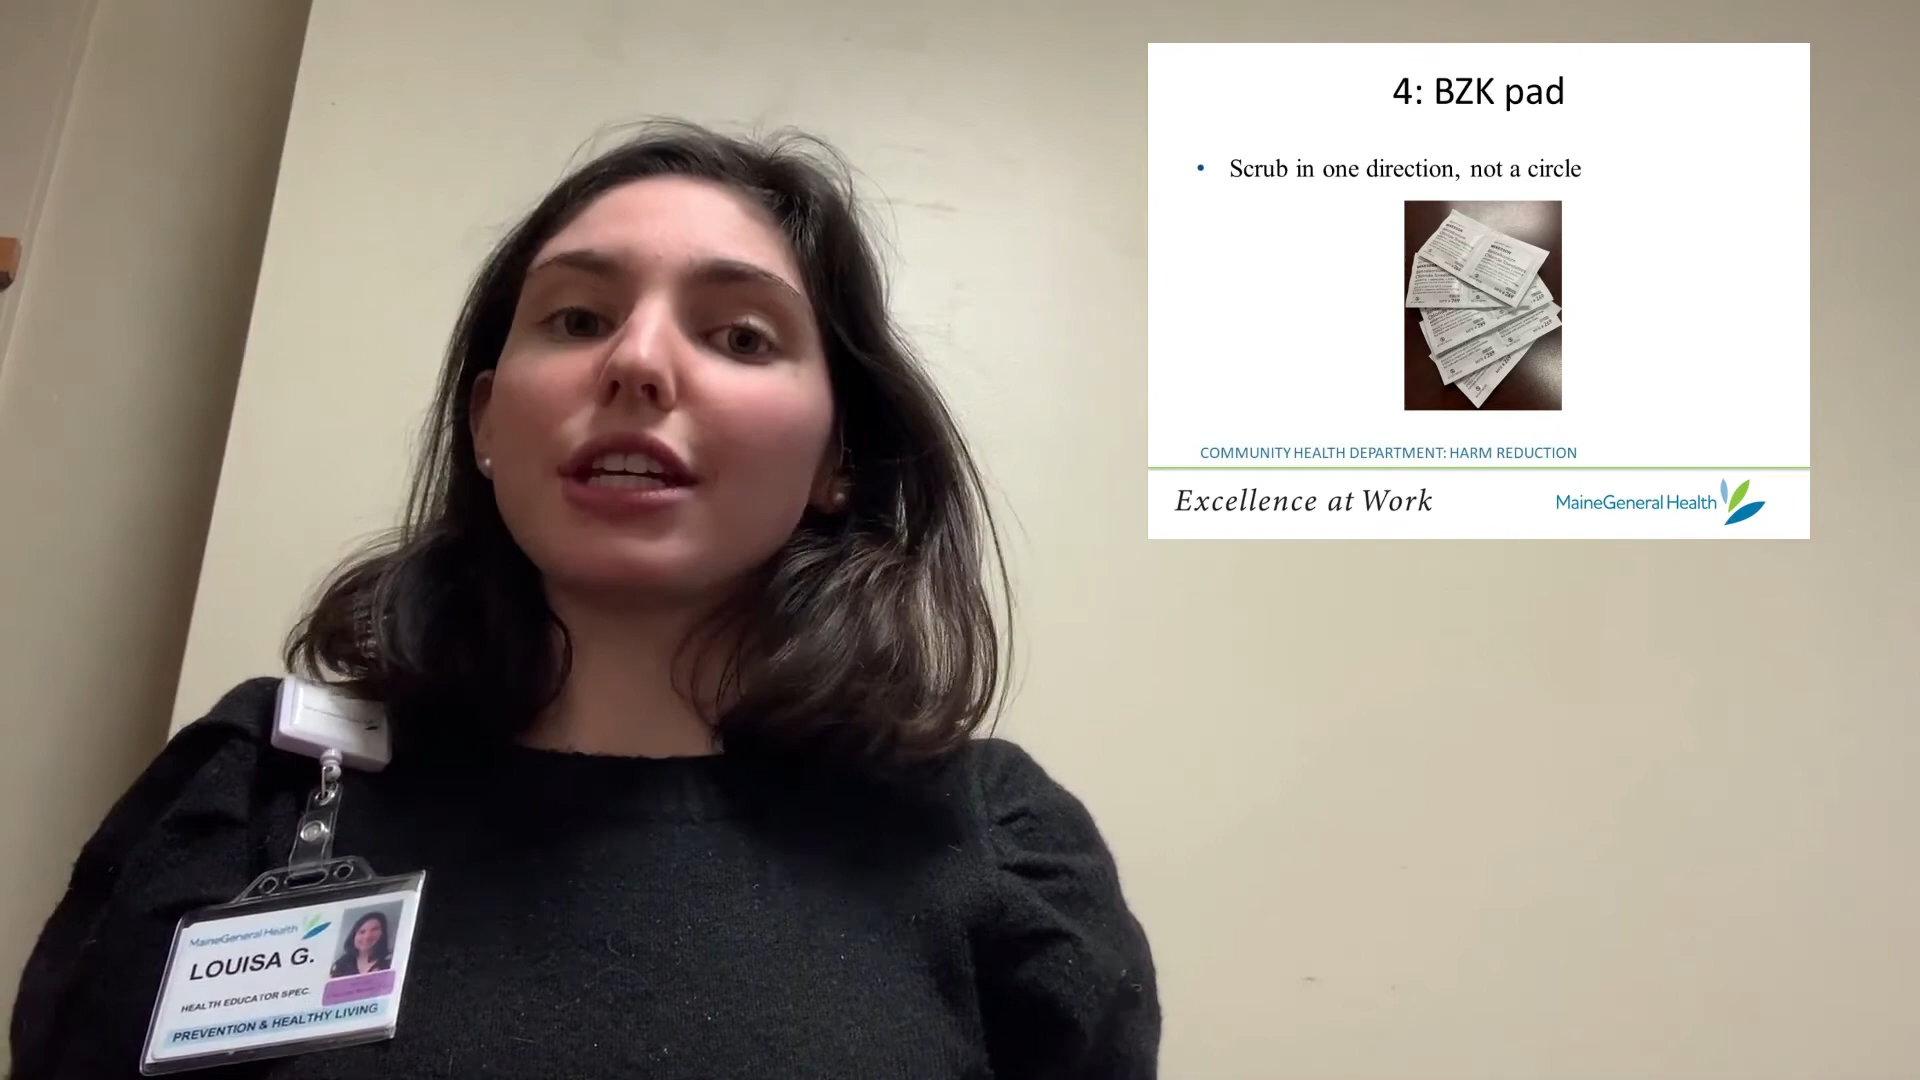 4: BZK pad
• Scrub in one direction, not a circle
COMMUNITY HEALTH DEPARTMENT: HARM REDUCTION
Excellence at Work
MaineGeneral Health
MaineGeneral Health
LOUISA G.
HEALTH EDUCATOR SPEC.
PREVENTION & HEALTHY LIVING